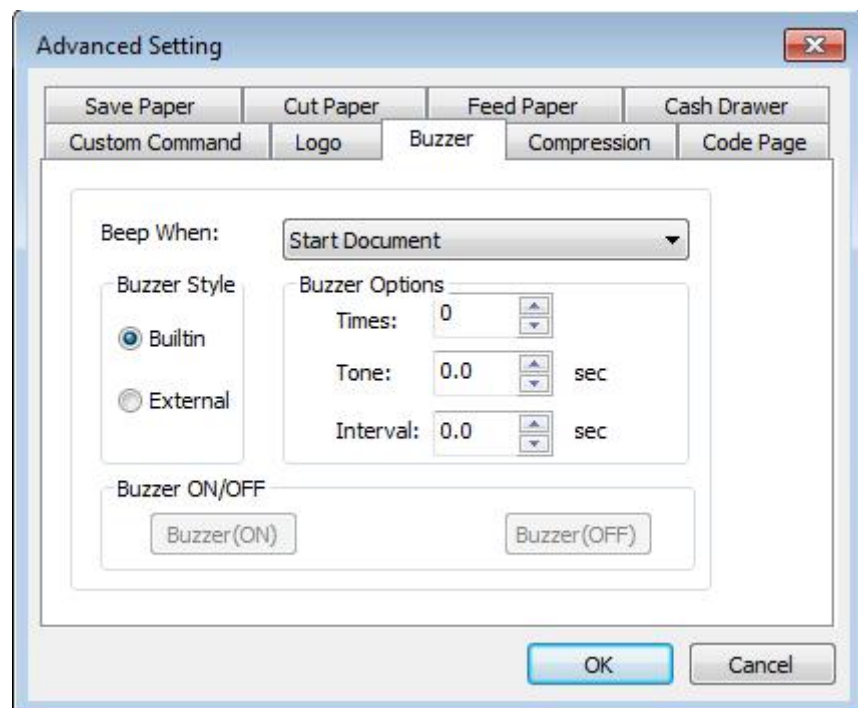 Advanced Setting
Save Paper Cut Paper Feed Paper Cash Drawer
Custom Command Logo Buzzer Compression Code Page
Beep When: Start Document
Buzzer Style Buzzer Options
Times: 0
Builtin
Tone: 0.0 sec
External
Interval: 0.0 sec
Buzzer ON/OFF
Buzzer(ON) Buzzer(OFF)
OK Cancel